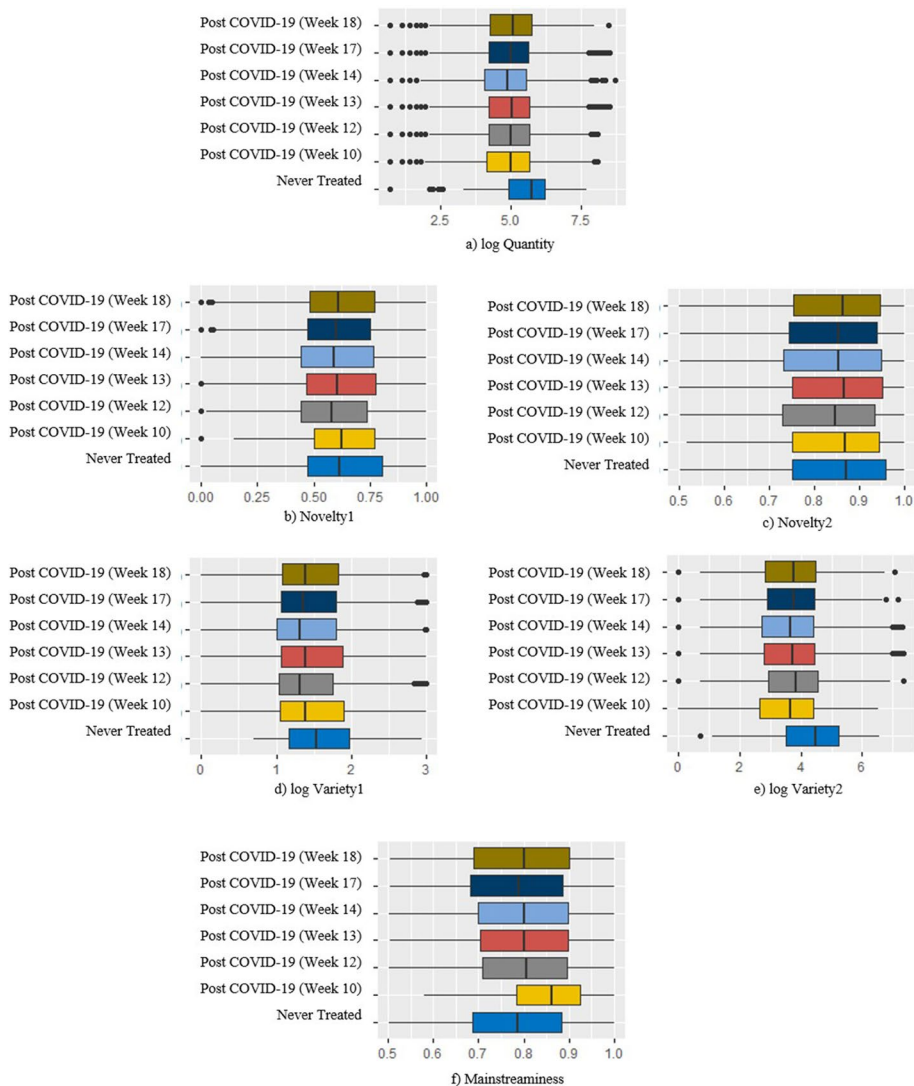 Post COVID-19 (Week 18)
Post COVID-19 (Week 17)
Post COVID-19 (Week 14)
Post COVID-19 (Week 13)
Post COVID-19 (Week 12)
Post COVID-19 (Week 10)
Never Treated
2.5 5.0 7.5
a) log Quantity
Post COVID-19 (Week 18)
Post COVID-19 (Week 17)
Post COVID-19 (Week 14)
Post COVID-19 (Week 13)
Post COVID-19 (Week 12)
Post COVID-19 (Week 10)
Never Treated
0.00 0.25 0.50 0.75 1.00
b) Novelty1
Post COVID-19 (Week 18)
Post COVID-19 (Week 17)
Post COVID-19 (Week 14)
Post COVID-19 (Week 13)
Post COVID-19 (Week 12)
Post COVID-19 (Week 10)
Never Treated
0.5 0.6 0.7 0.8 0.9 1.0
c) Novelty2
Post COVID-19 (Week 18)
Post COVID-19 (Week 17)
Post COVID-19 (Week 14)
Post COVID-19 (Week 13)
Post COVID-19 (Week 12)
Post COVID-19 (Week 10)
Never Treated
0 1 2 3
d) log Variety1
Post COVID-19 (Week 18)
Post COVID-19 (Week 17)
Post COVID-19 (Week 14)
Post COVID-19 (Week 13)
Post COVID-19 (Week 12)
Post COVID-19 (Week 10)
Never Treated
0 2 4 6
e) log Variety2
Post COVID-19 (Week 18)
Post COVID-19 (Week 17)
Post COVID-19 (Week 14)
Post COVID-19 (Week 13)
Post COVID-19 (Week 12)
Post COVID-19 (Week 10)
Never Treated
0.5 0.6 0.7 0.8 0.9 1.0
f) Mainstreaminess